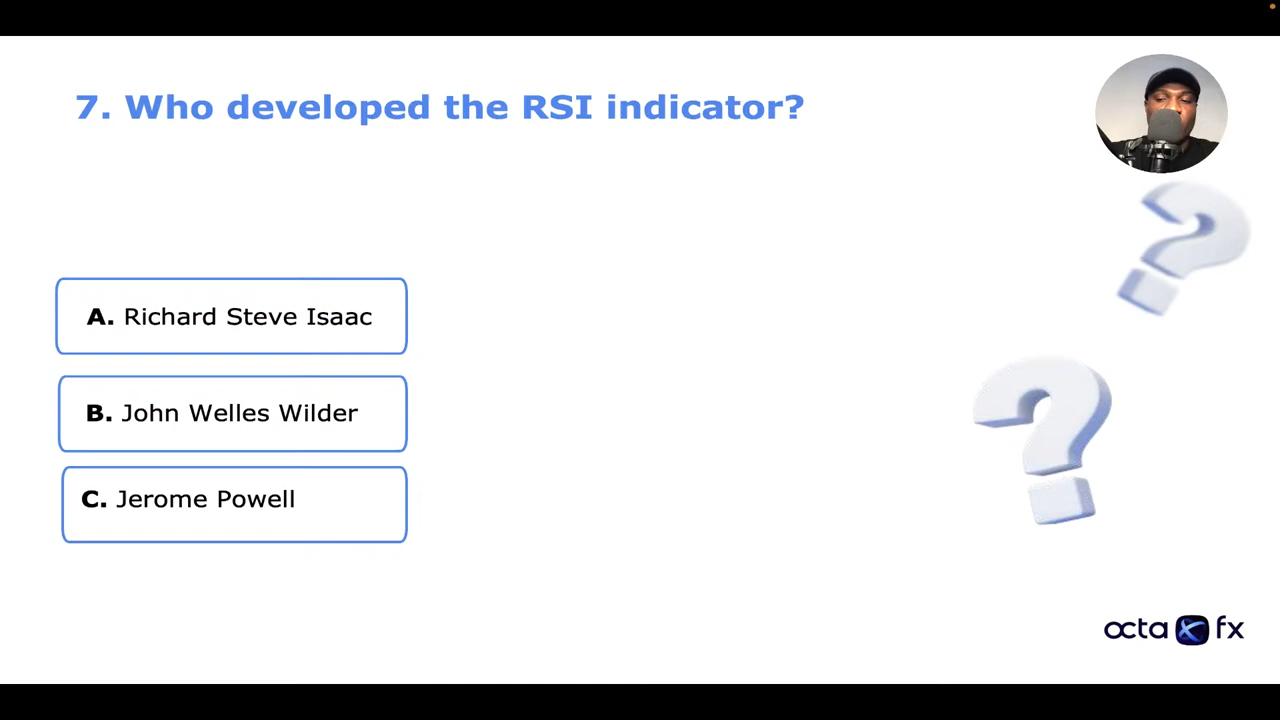 7. Who developed the RSI indicator?
A. Richard Steve Isaac
B. John Welles Wilder
C. Jerome Powell
octa fx